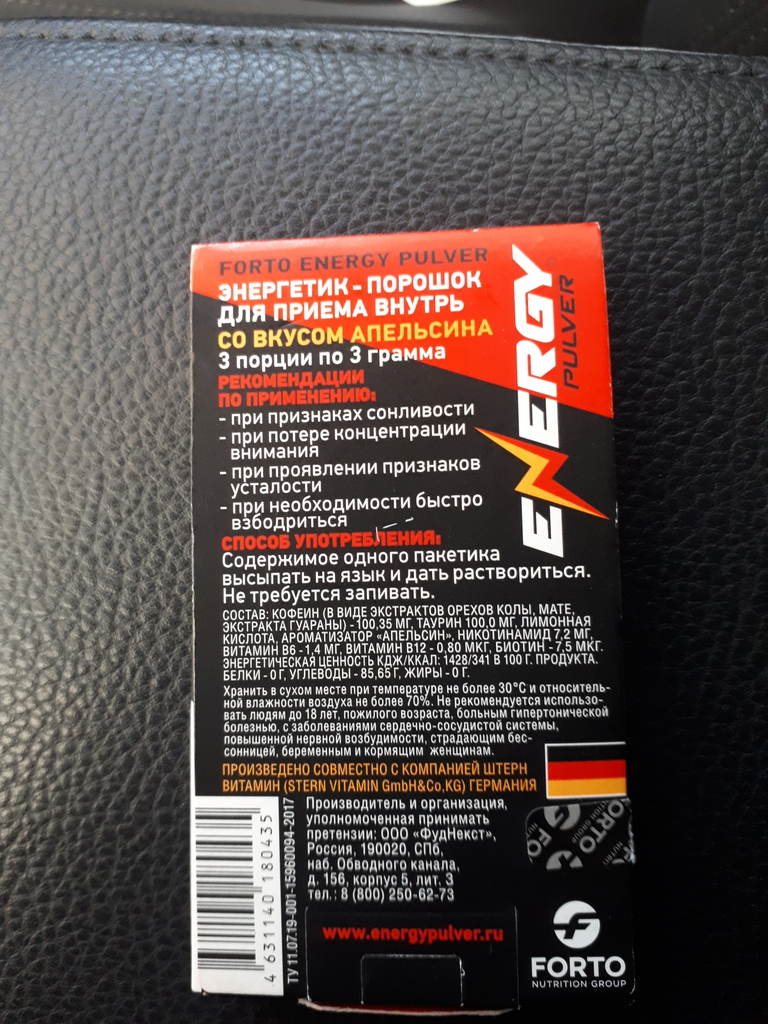 FORTO ENERGY PULVER
ЭНЕРГЕТИК - ПОРОШОК
ДЛЯ ПРИЕМА ВНУТРЬ
СО ВКУСОМ АПЕЛЬСИНА
3 порции по 3 грамма
РЕКОМЕНДАЦИИ
ПО ПРИМЕНЕНИЮ:
- при признаках сонливости
- при потере концентрации
внимания
- при проявлении признаков
усталости
- при необходимости быстро
взбодриться
СПОСОБ УПОТРЕБЛЕНИЯ:
Содержимое одного пакетика
высыпать на язык и дать раствориться.
Не требуется запивать.
СОСТАВ: КОФЕИН (В ВИДЕ ЭКСТРАКТОВ ОРЕХОВ КОЛЫ, МАТЕ,
ЭКСТРАКТА ГУАРАНЫ) - 100,35 МГ, ТАУРИН 100,0 МГ, ЛИМОННАЯ
КИСЛОТА, АРОМАТИЗАТОР «АПЕЛЬСИН», НИКОТИНАМИД 7,2 МГ,
ВИТАМИН В6 - 1,4 МГ, ВИТАМИН В12 - 0,80 МКГ, БИОТИН - 7,5 МКГ.
ЭНЕРГЕТИЧЕСКАЯ ЦЕННОСТЬ КДЖ/ККАЛ: 1428/341 В 100 Г. ПРОДУКТА.
БЕЛКИ - 0 Г, УГЛЕВОДЫ - 85,65 Г, ЖИРЫ - 0 Г.
Хранить в сухом месте при температуре не более 30°С и относитель-
ной влажности воздуха не более 70%. Не рекомендуется использо-
вать людям до 18 лет, пожилого возраста, больным гипертонической
болезнью, с заболеваниями сердечно-сосудистой системы,
повышенной нервной возбудимости, страдающим бес-
сонницей, беременным и кормящим женщинам.
ПРОИЗВЕДЕНО СОВМЕСТНО С КОМПАНИЕЙ ШТЕРН
ВИТАМИН (STERN VITAMIN GmbH&Co,KG) ГЕРМАНИЯ
Производитель и организация,
уполномоченная принимать
претензии: ООО «ФудНекст»,
Россия, 190020, СПб,
наб. Обводного канала,
д. 156, корпус 5, лит. 3
тел.: 8 (800) 250-62-73
www.energypulver.ru
4 631140 180435
ТУ 11.07.19-001-15960094-2017
ENERGY
PULVER
FORTO
FORTO
NUTRITION GROUP